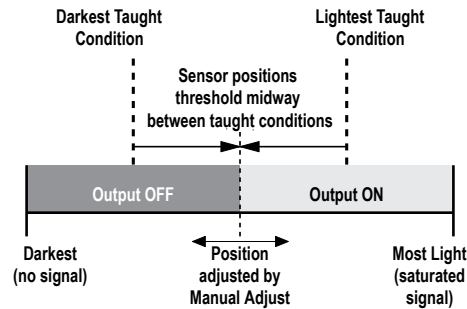 Darkest Taught
Condition
Lightest Taught
Condition
Sensor positions
threshold midway
between taught conditions
Output OFF
Output ON
Darkest
(no signal)
Position
adjusted by
Manual Adjust
Most Light
(saturated
signal)